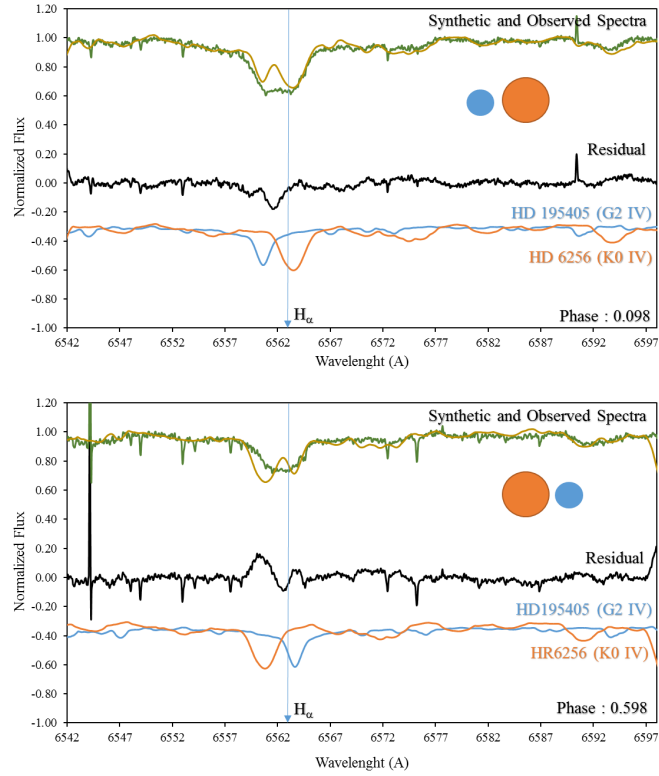 Synthetic and Observed Spectra
1.20
1.00
0.80
0.60
0.40
0.20
0.00
-0.20
-0.40
-0.60
-0.80
-1.00
Normalized Flux
Residual
HD 195405 (G2 IV)
HD 6256 (K0 IV)
Hα
Phase : 0.098
6542 6547 6552 6557 6562 6567 6572 6577 6582 6587 6592 6597
Wavelenght (A)
Synthetic and Observed Spectra
1.20
1.00
0.80
0.60
0.40
0.20
0.00
-0.20
-0.40
-0.60
-0.80
-1.00
Normalized Flux
Residual
HD195405 (G2 IV)
HR6256 (K0 IV)
Hα
Phase : 0.598
6542 6547 6552 6557 6562 6567 6572 6577 6582 6587 6592 6597
Wavelenght (A)